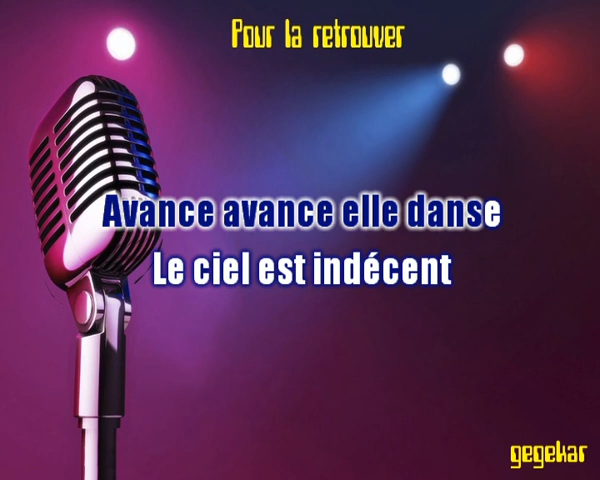 Pour la retrouver
Avance avance elle danse
Le ciel est indécent
gegekar